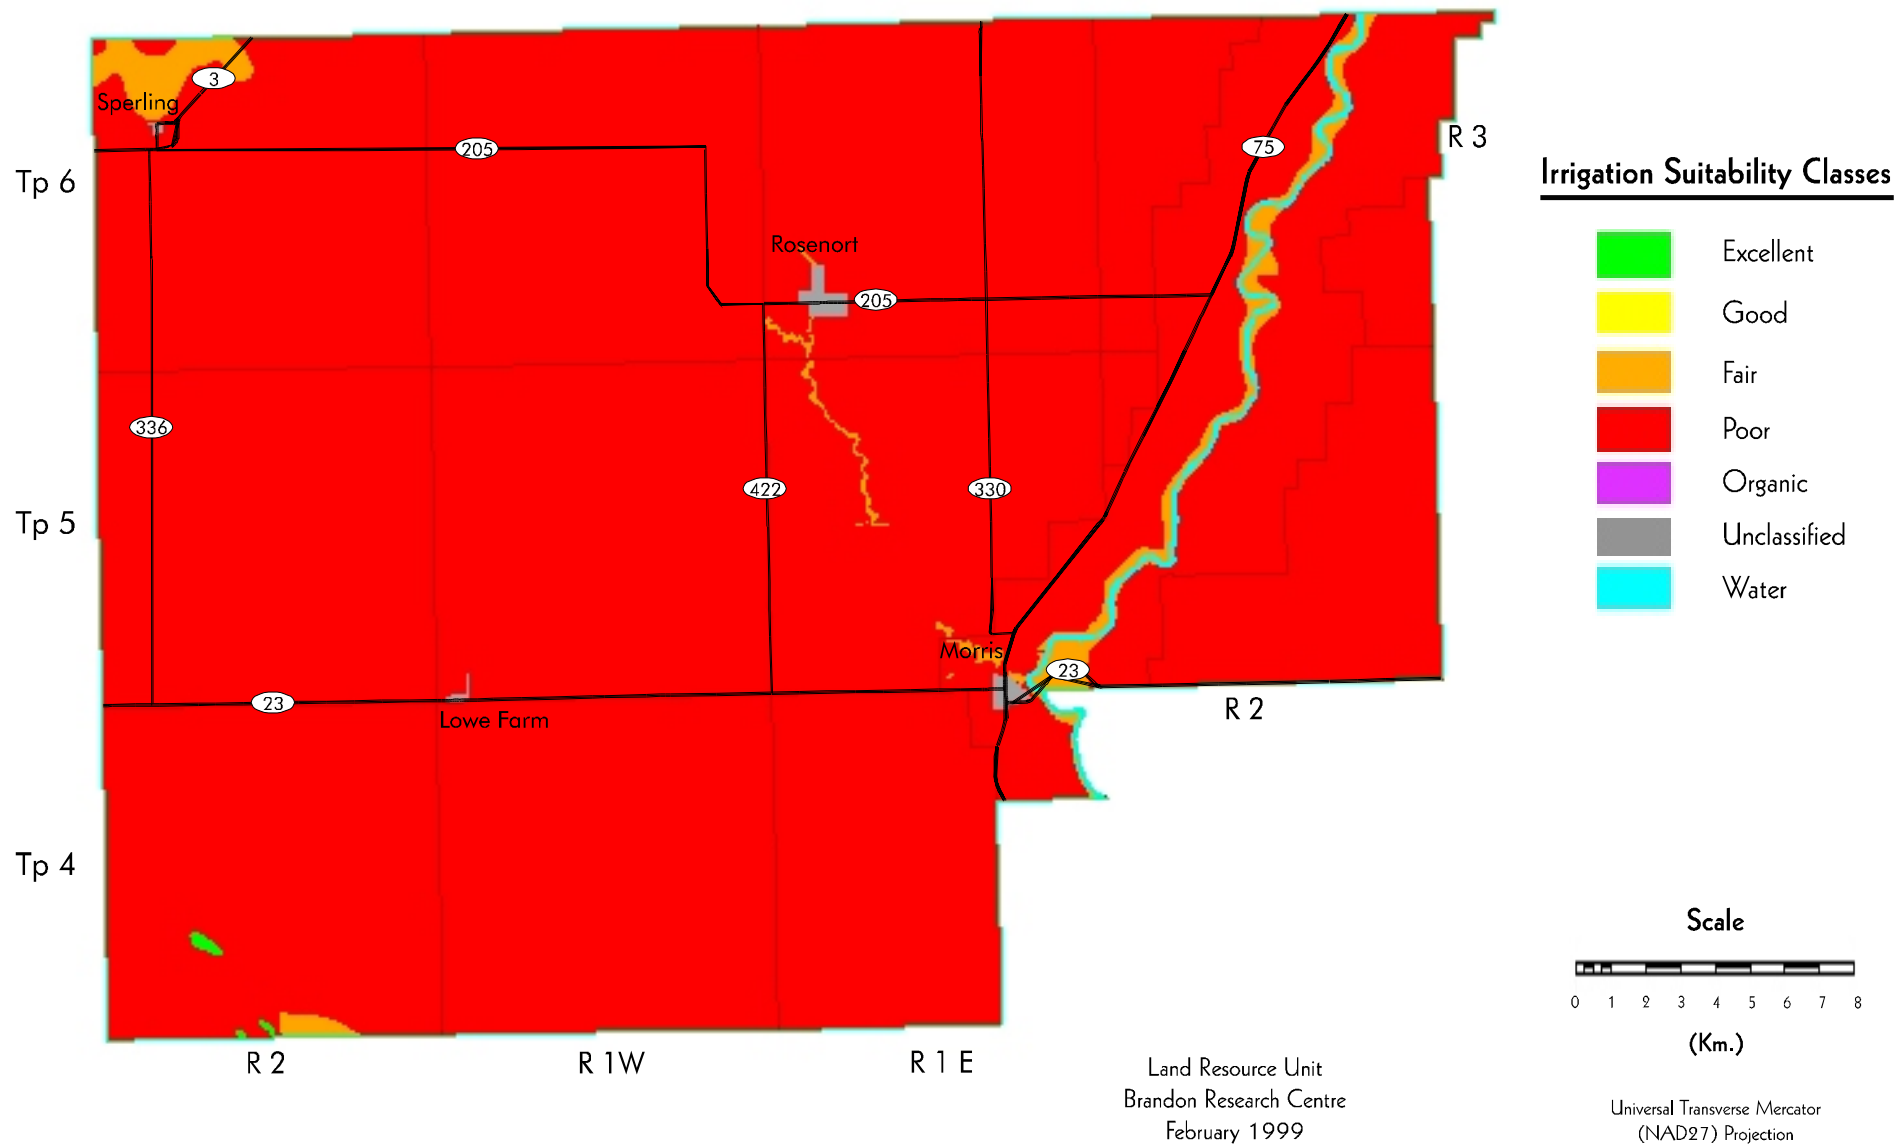 3
Sperling
205
75
R 3
Tp 6
Rosenort
205
336
422
330
Tp 5
Morris
23
23
Lowe Farm
R 2
Tp 4
R 2
R 1W
R 1 E
Irrigation Suitability Classes
Excellent
Good
Fair
Poor
Organic
Unclassified
Water
Scale
0 1 2 3 4 5 6 7 8
(Km.)
Land Resource Unit
Brandon Research Centre
February 1999
Universal Transverse Mercator
(NAD27) Projection